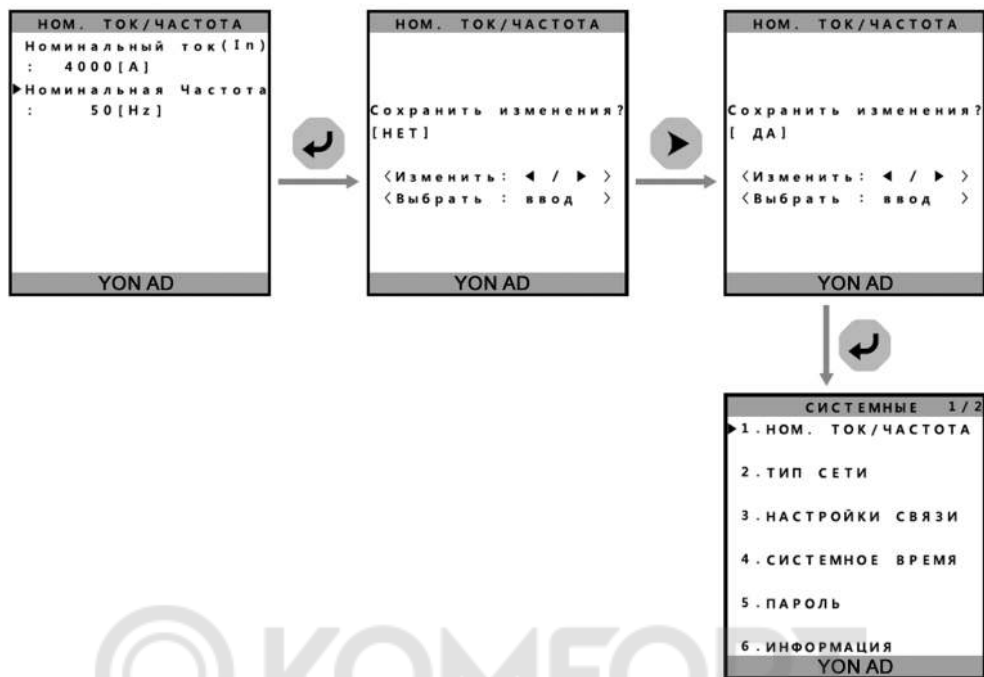 НОМ. ТОК/ЧАСТОТА
Номинальный ток(In)
: 4000[A]
▶Номинальная Частота
: 50[Hz]
YON AD
НОМ. ТОК/ЧАСТОТА
Сохранить изменения?
[НЕТ]
<Изменить: ◀ / ▶ >
<Выбрать : ввод >
YON AD
НОМ. ТОК/ЧАСТОТА
Сохранить изменения?
[ ДА]
<Изменить: ◀ / ▶ >
<Выбрать : ввод >
YON AD
СИСТЕМНЫЕ 1/2
▶1.НОМ. ТОК/ЧАСТОТА
2.ТИП СЕТИ
3.НАСТРОЙКИ СВЯЗИ
4.СИСТЕМНОЕ ВРЕМЯ
5.ПАРОЛЬ
6.ИНФОРМАЦИЯ
YON AD
KOMFORT